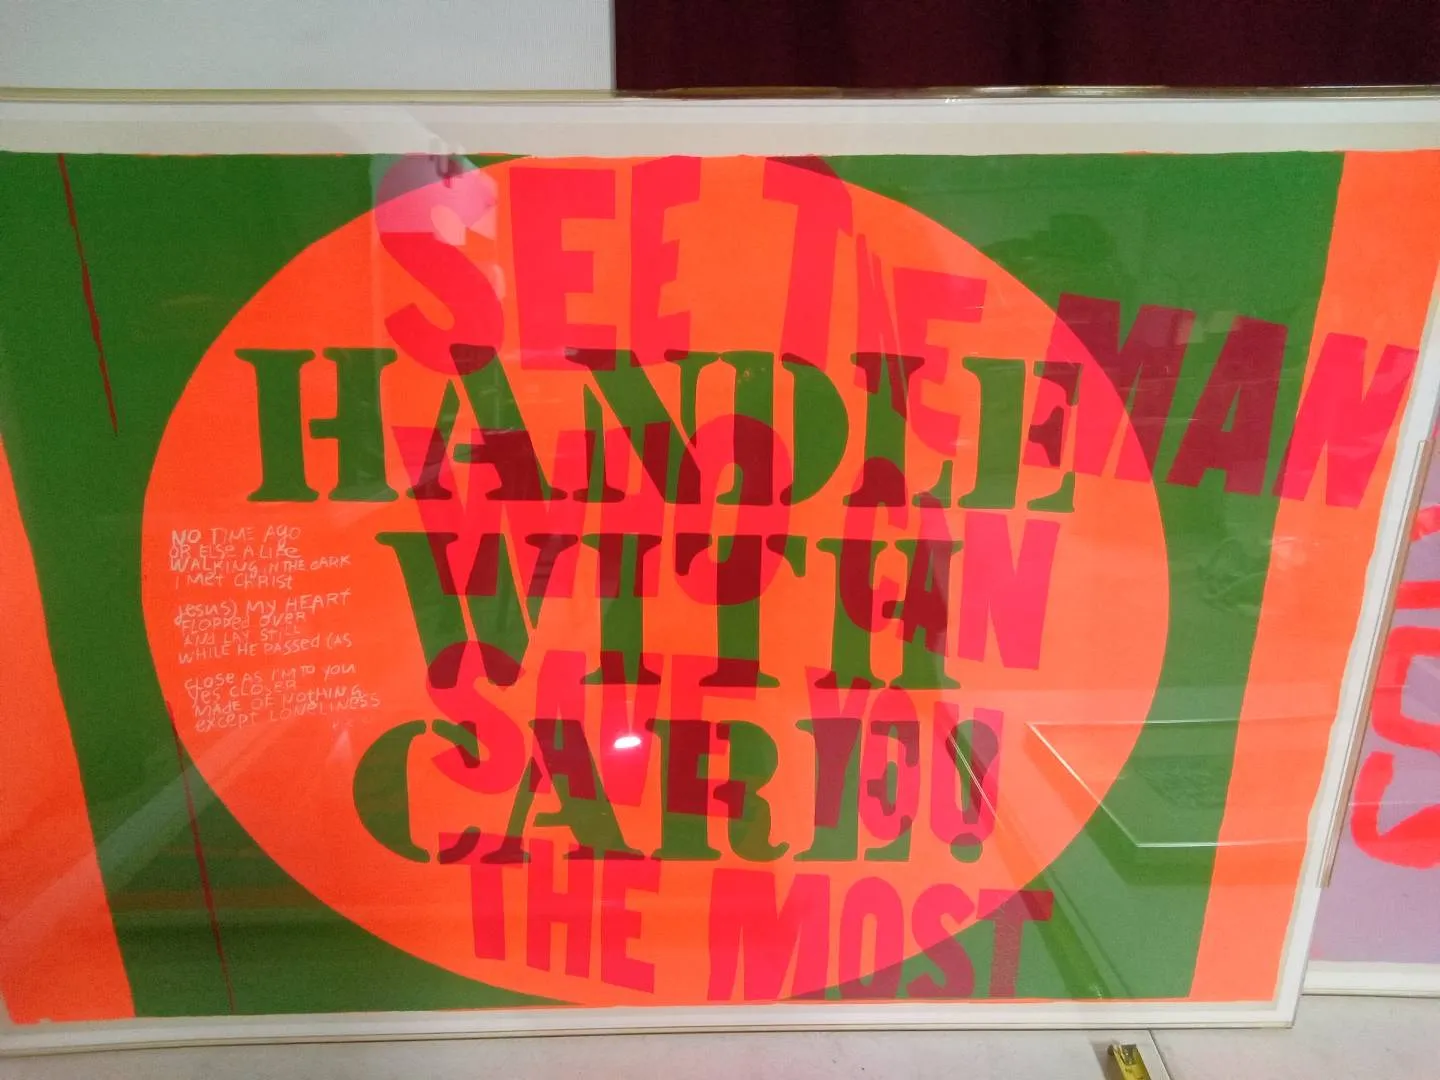 SEE THE MAN
HANDLE
WHO CAN
WITH
SAVE YOU
CARE!
THE MOST
NO TIME AGO
OR ELSE A LIFE
WALKING IN THE DARK
I MET CHRIST
JESUS) MY HEART
FLOPPED OVER
AND LAY STILL
WHILE HE PASSED (AS
CLOSE AS I'M TO YOU
YES CLOSER
MADE OF NOTHING
EXCEPT LONELINESS